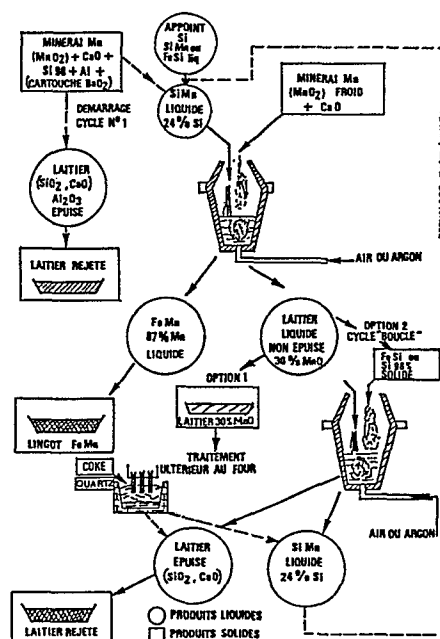 MINERAI Mn
(MnO2) + CaO +
Si 98 + Al +
(CARTOUCHE BaO2)
APPOINT
Si
SiMn ou
FeSi liq
SiMn
LIQUIDE
24% Si
MINERAI Mn
(MnO2) FROID
+ CaO
DEMARRAGE
CYCLE N°1
LAITIER
(SiO2, CaO)
Al2O3
EPUISE
LAITIER REJETE
AIR OU ARGON
FeMn
87% Mn
LIQUIDE
LAITIER
LIQUIDE
NON EPUISE
30% MnO
OPTION 2
CYCLE "BOUCLE"
FeSi ou
Si 98%
SOLIDE
OPTION 1
LAITIER 30% MnO
LINGOT FeMn
TRAITEMENT
ULTERIEUR AU FOUR
COKE
QUARTZ
AIR OU ARGON
LAITIER
EPUISE
(SiO2, CaO)
SiMn
LIQUIDE
24% Si
LAITIER REJETE
PRODUITS LIQUIDES
PRODUITS SOLIDES